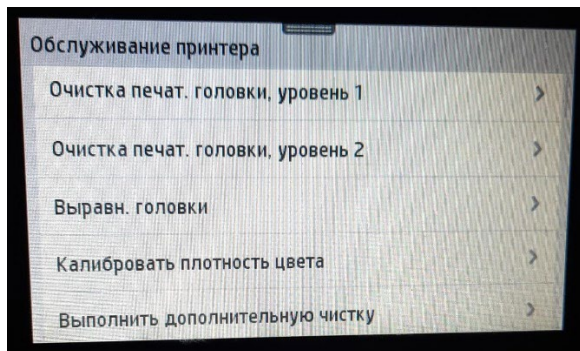 Обслуживание принтера
Очистка печат. головки, уровень 1
Очистка печат. головки, уровень 2
Выравн. головки
Калибровать плотность цвета
Выполнить дополнительную чистку